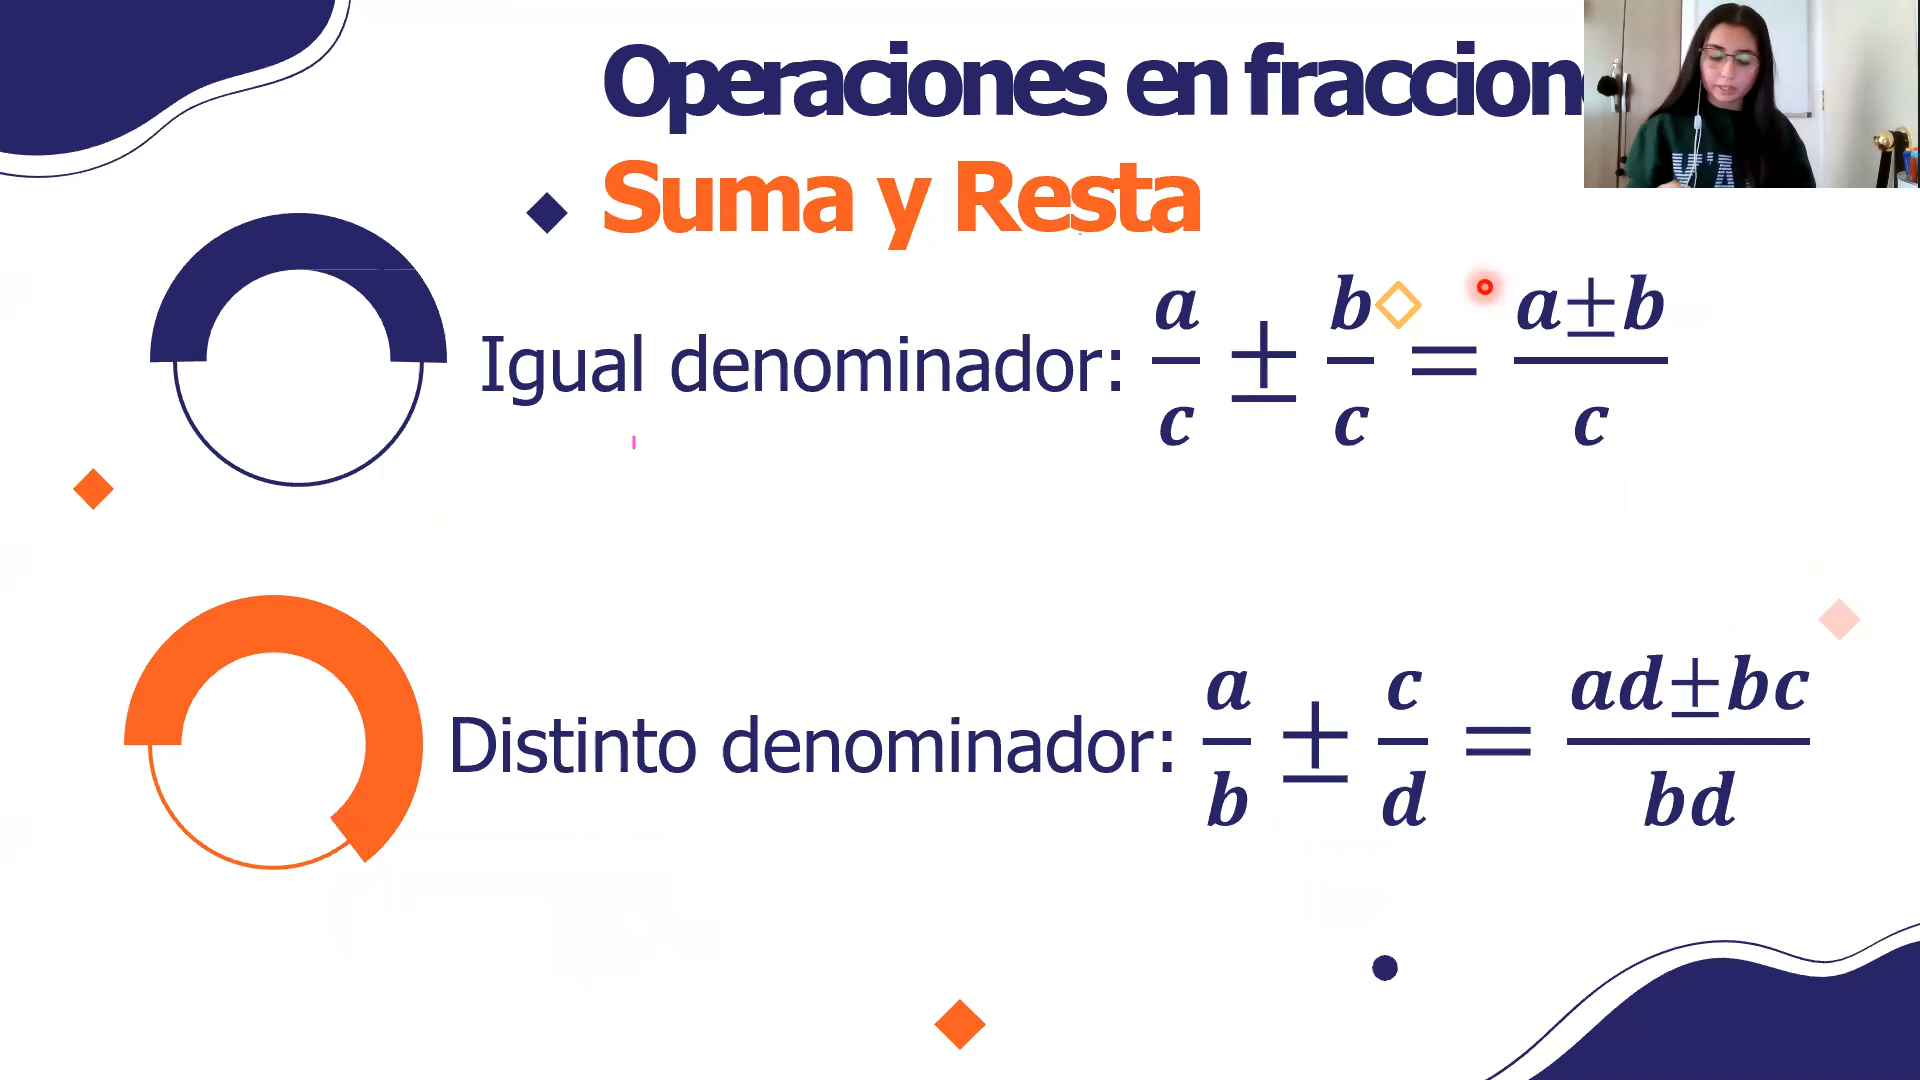 Operaciones en fraccion
Suma y Resta
Igual denominador: a/c ± b/c = a±b/c
Distinto denominador: a/b ± c/d = ad±bc/bd